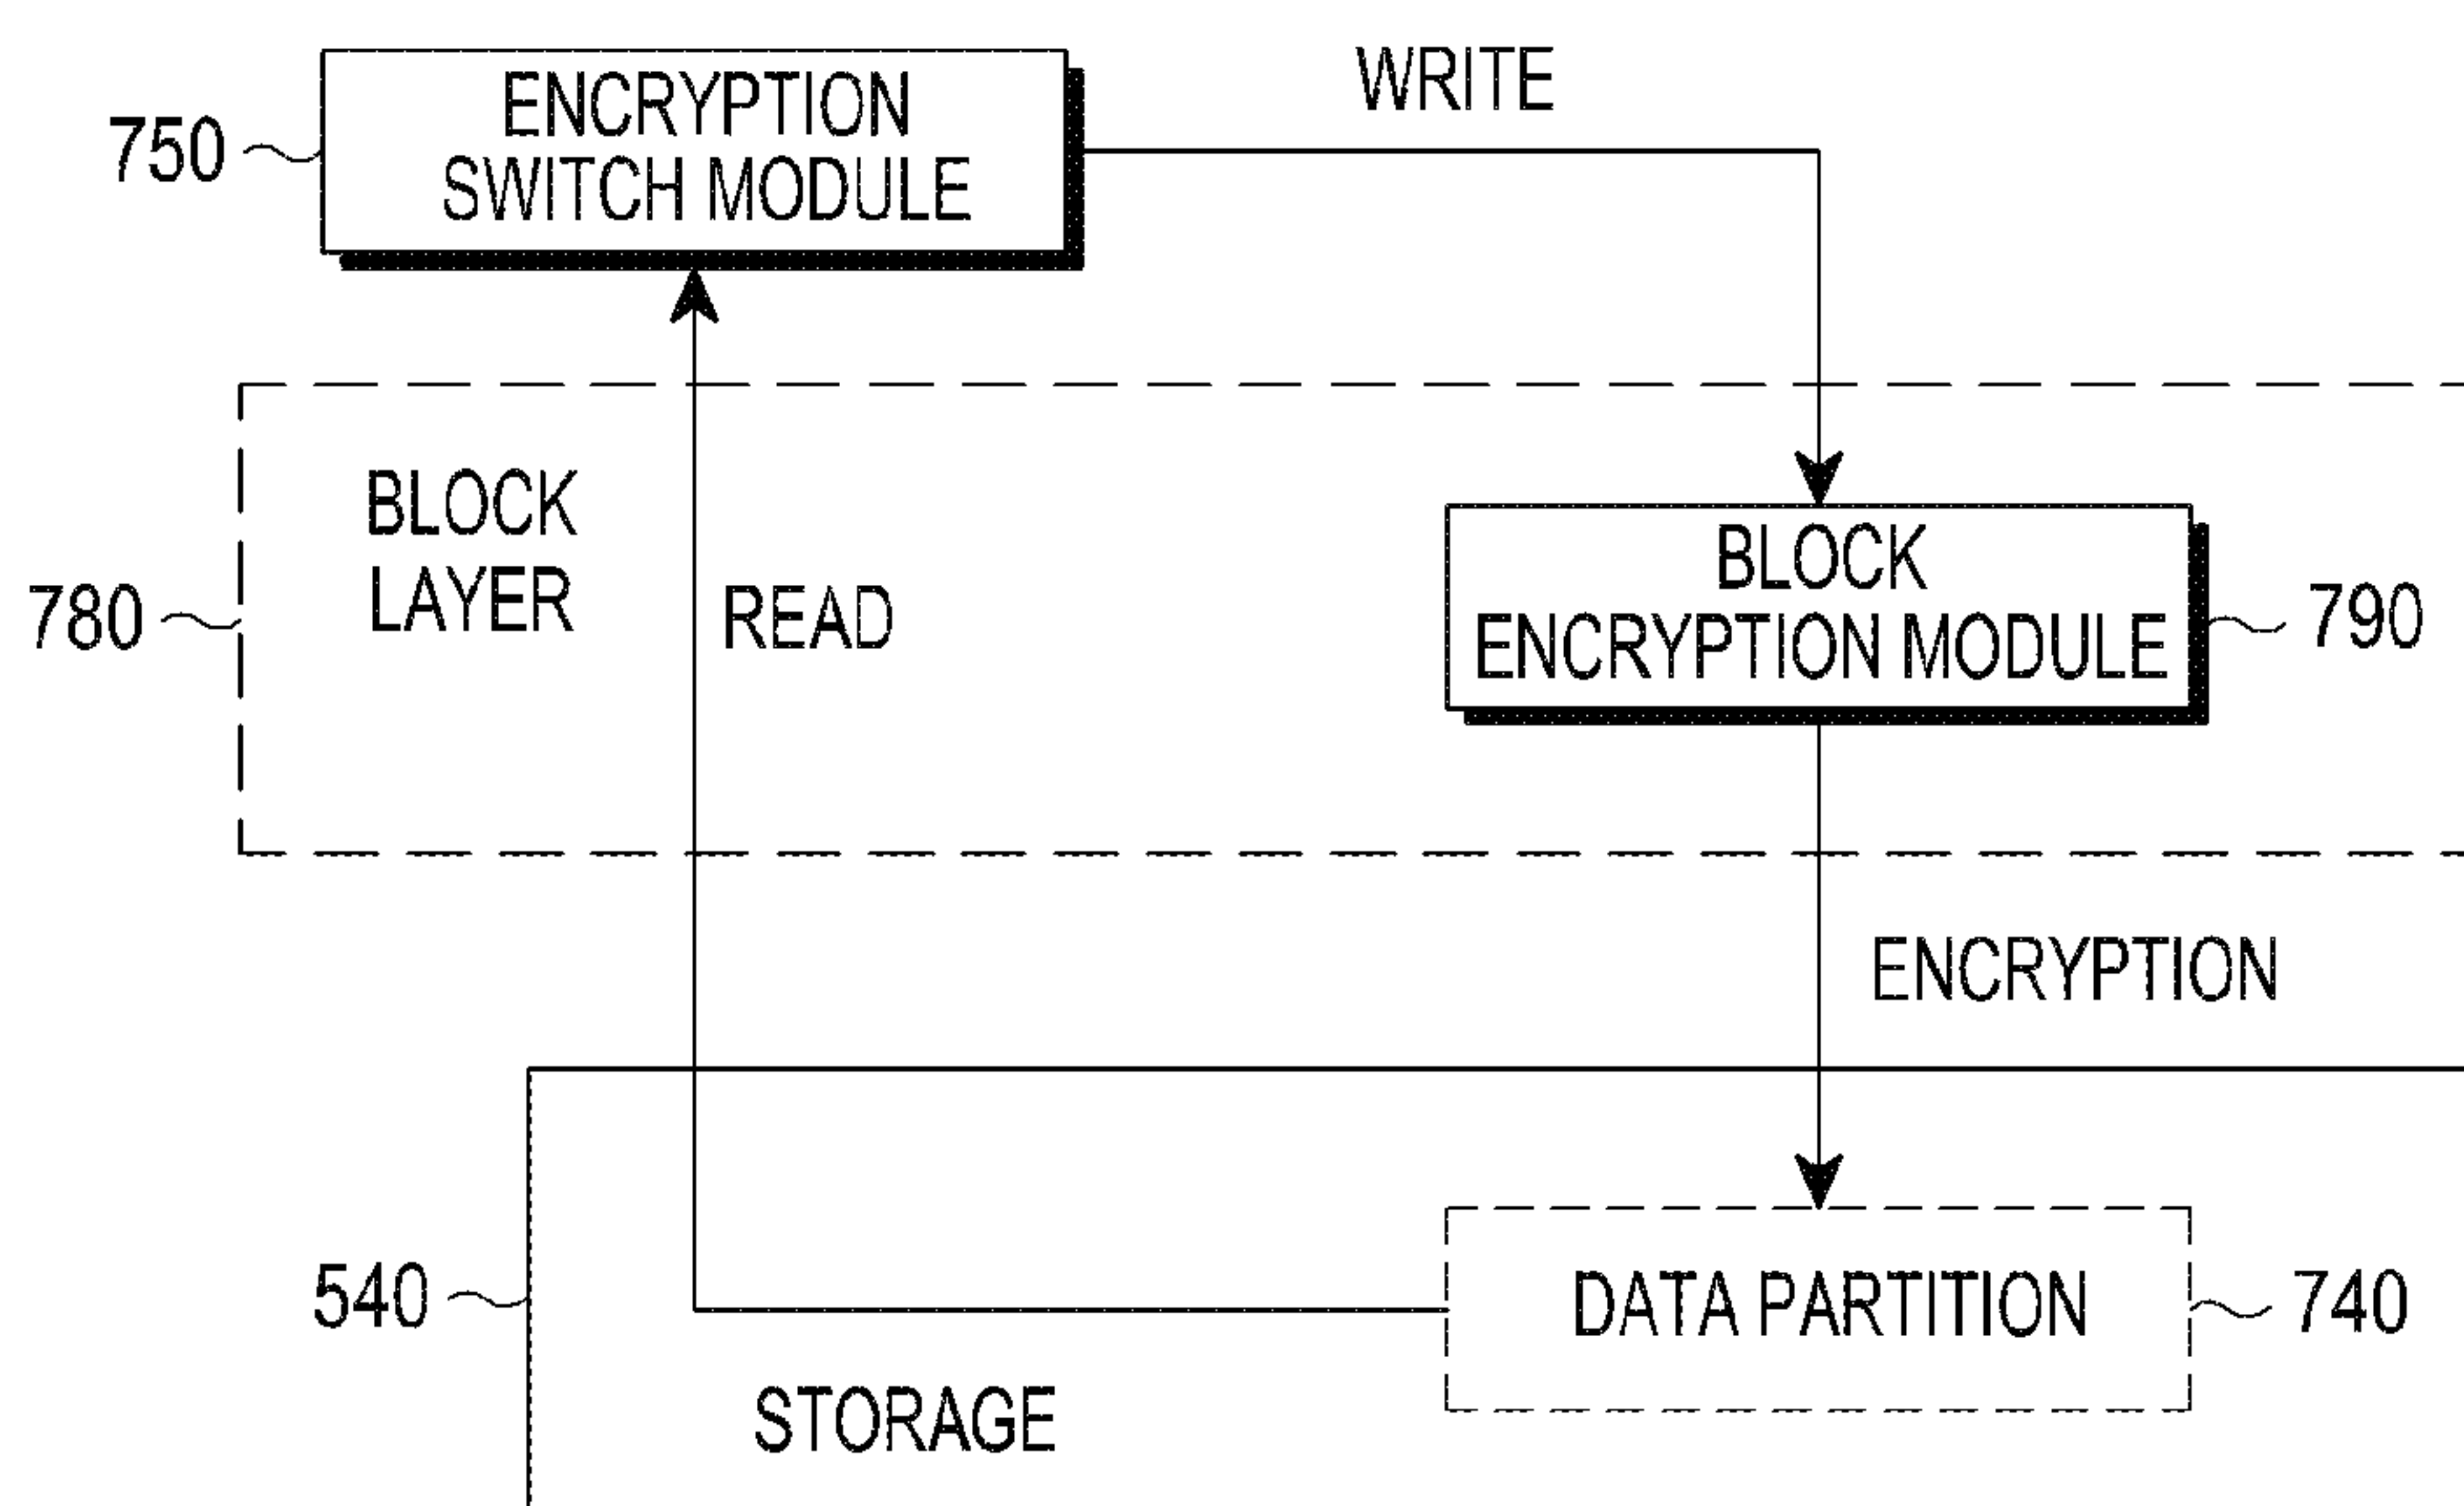 WRITE
ENCRYPTION
SWITCH MODULE
750
BLOCK
LAYER
780
READ
BLOCK
ENCRYPTION MODULE
790
ENCRYPTION
540
DATA PARTITION
740
STORAGE